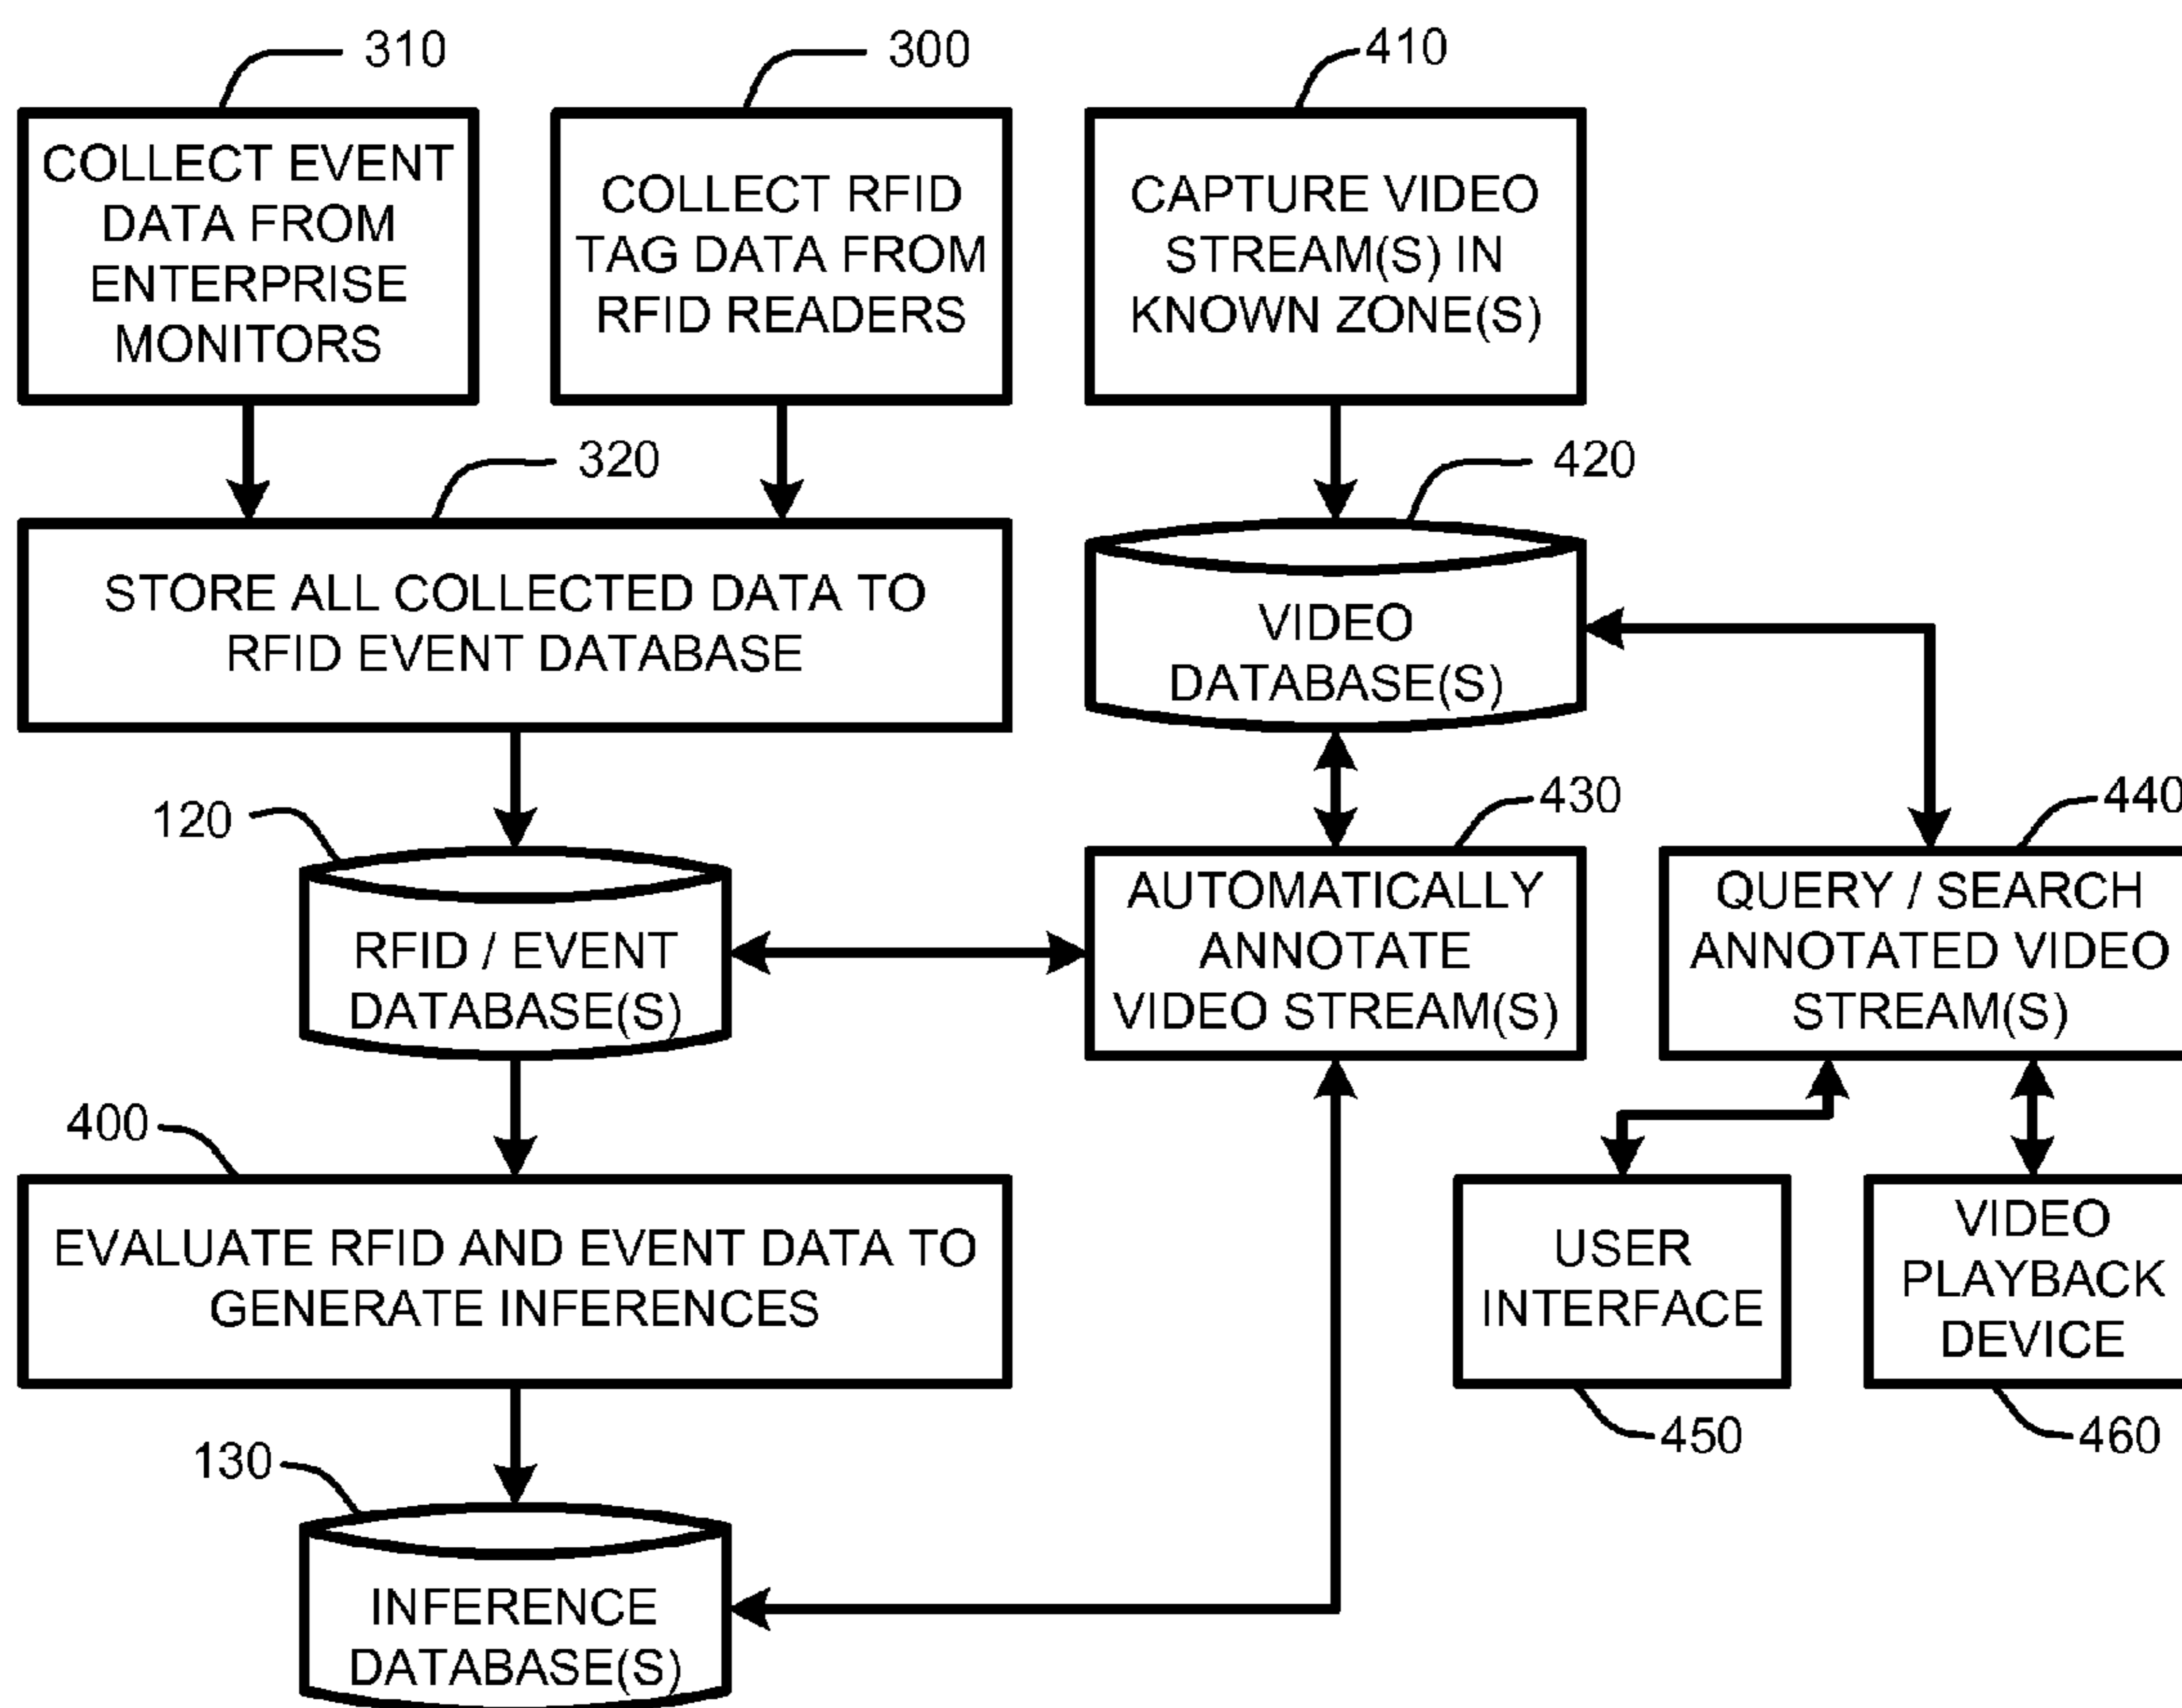 310
300
410
COLLECT EVENT
DATA FROM
ENTERPRISE
MONITORS
COLLECT RFID
TAG DATA FROM
RFID READERS
CAPTURE VIDEO
STREAM(S) IN
KNOWN ZONE(S)
320
420
STORE ALL COLLECTED DATA TO
RFID EVENT DATABASE
VIDEO
DATABASE(S)
120
430
440
RFID / EVENT
DATABASE(S)
AUTOMATICALLY
ANNOTATE
VIDEO STREAM(S)
QUERY / SEARCH
ANNOTATED VIDEO
STREAM(S)
400
EVALUATE RFID AND EVENT DATA TO
GENERATE INFERENCES
USER
INTERFACE
VIDEO
PLAYBACK
DEVICE
450
460
130
INFERENCE
DATABASE(S)